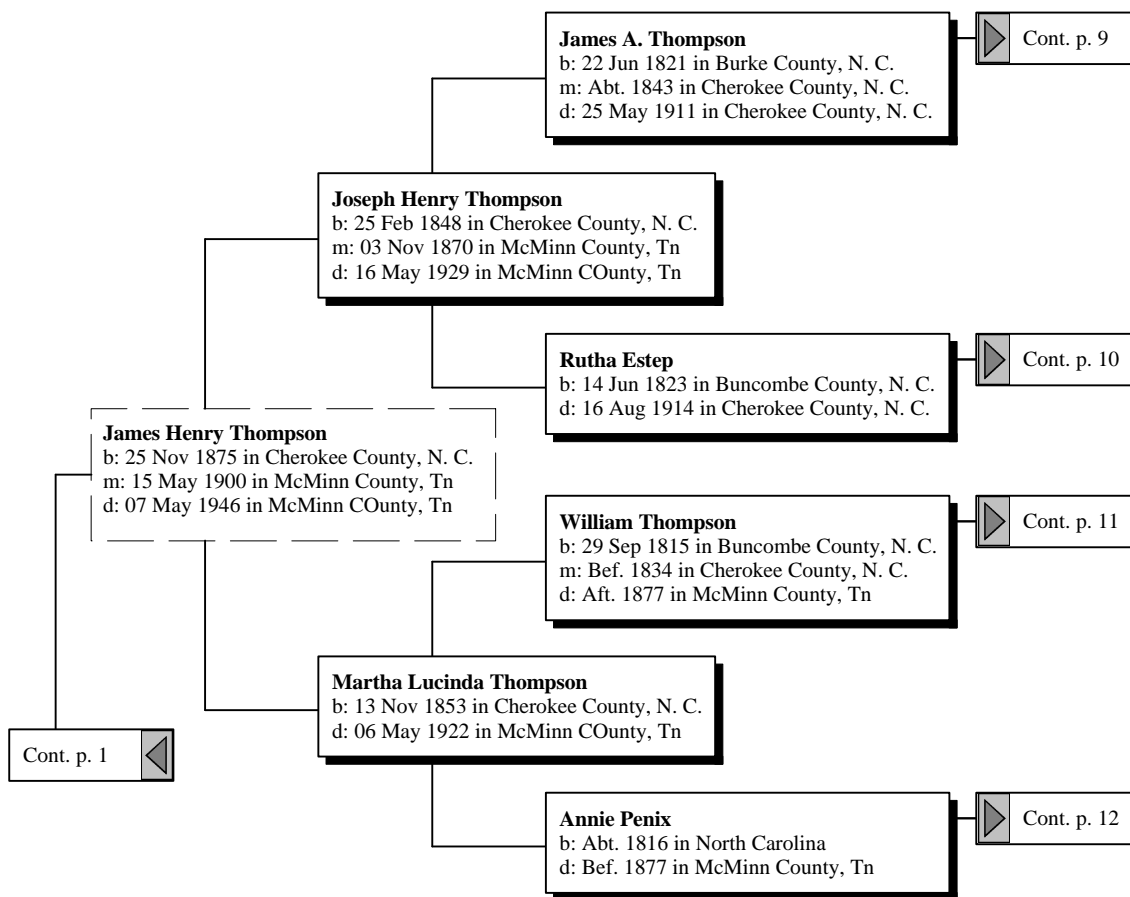 James A. Thompson
b: 22 Jun 1821 in Burke County, N. C.
m: Abt. 1843 in Cherokee County, N. C.
d: 25 May 1911 in Cherokee County, N. C.
Cont. p. 9
Joseph Henry Thompson
b: 25 Feb 1848 in Cherokee County, N. C.
m: 03 Nov 1870 in McMinn County, Tn
d: 16 May 1929 in McMinn COunty, Tn
Rutha Estep
b: 14 Jun 1823 in Buncombe County, N. C.
d: 16 Aug 1914 in Cherokee County, N. C.
Cont. p. 10
James Henry Thompson
b: 25 Nov 1875 in Cherokee County, N. C.
m: 15 May 1900 in McMinn County, Tn
d: 07 May 1946 in McMinn COunty, Tn
William Thompson
b: 29 Sep 1815 in Buncombe County, N. C.
m: Bef. 1834 in Cherokee County, N. C.
d: Aft. 1877 in McMinn County, Tn
Cont. p. 11
Martha Lucinda Thompson
b: 13 Nov 1853 in Cherokee County, N. C.
d: 06 May 1922 in McMinn COunty, Tn
Cont. p. 1
Annie Penix
b: Abt. 1816 in North Carolina
d: Bef. 1877 in McMinn County, Tn
Cont. p. 12